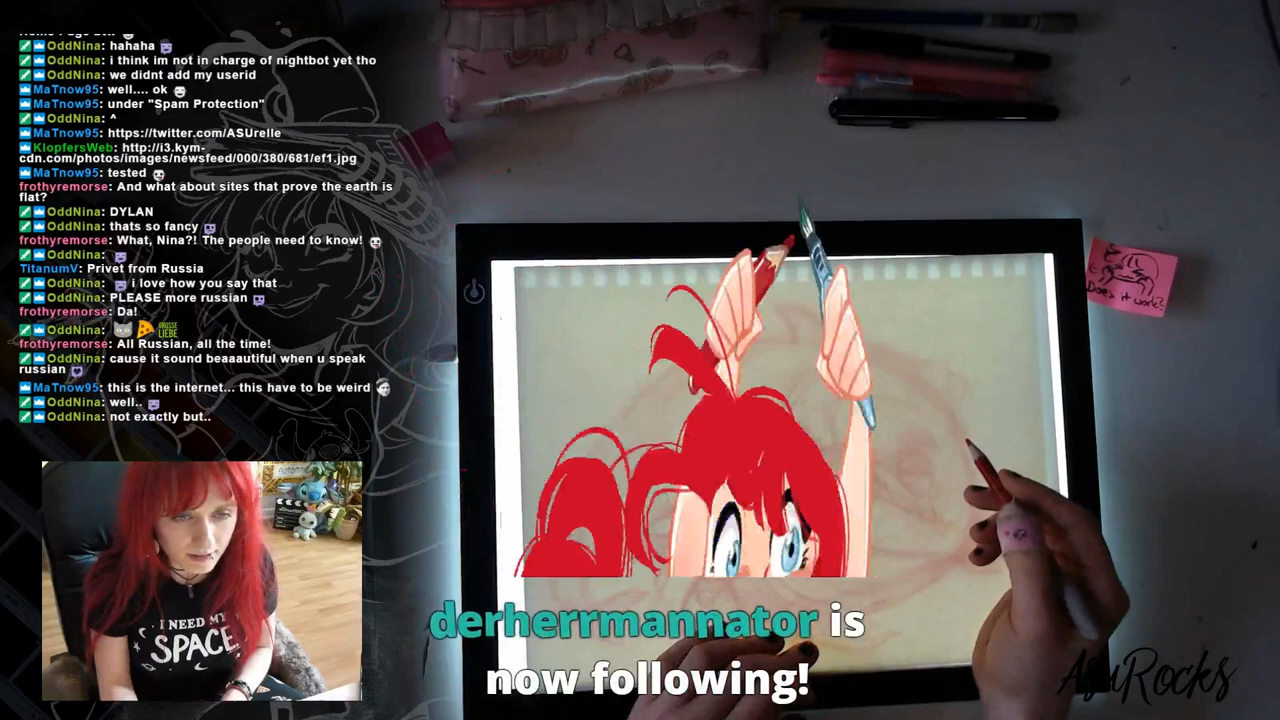 OddNina: hahaha
OddNina: i think im not in charge of nightbot yet tho
OddNina: we didnt add my userid
MaTnow95: well.... ok
MaTnow95: under "Spam Protection"
OddNina: ^
MaTnow95: https://twitter.com/ASUrelle
KlopfersWeb: http://i3.kym-
cdn.com/photos/images/newsfeed/000/380/681/ef1.jpg
MaTnow95: tested
frothyremorse: And what about sites that prove the earth is
flat?
OddNina: DYLAN
OddNina: thats so fancy
frothyremorse: What, Nina?! The people need to know!
OddNina:
TitanumV: Privet from Russia
OddNina: i love how you say that
OddNina: PLEASE more russian
frothyremorse: Da!
OddNina: GROSSE
LIEBE
frothyremorse: All Russian, all the time!
OddNina: cause it sound beaaautiful when u speak
russian
MaTnow95: this is the internet... this have to be weird
OddNina: well..
OddNina: not exactly but..
I NEED MY
SPACE
Does it work?
derherrmannator is
now following!
AsuRocks